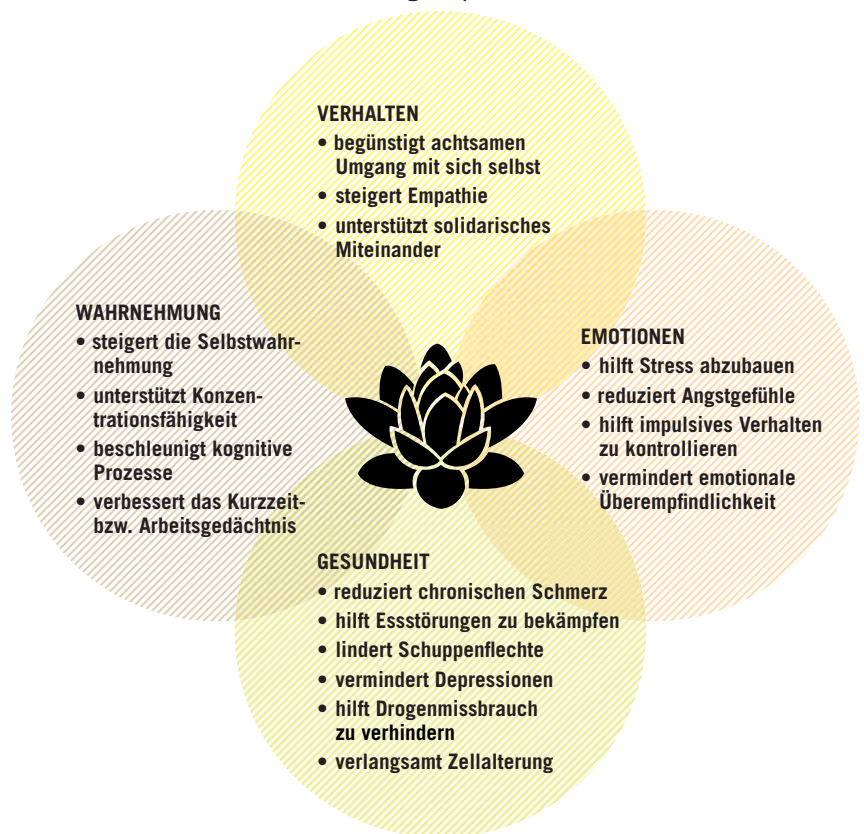 VERHALTEN
• begünstigt achtsamen
Umgang mit sich selbst
• steigert Empathie
• unterstützt solidarisches
Miteinander
WAHRNEHMUNG
• steigert die Selbstwahr-
nehmung
• unterstützt Konzen-
trationsfähigkeit
• beschleunigt kognitive
Prozesse
• verbessert das Kurzzeit-
bzw. Arbeitsgedächtnis
EMOTIONEN
• hilft Stress abzubauen
• reduziert Angstgefühle
• hilft impulsives Verhalten
zu kontrollieren
• vermindert emotionale
Überempfindlichkeit
GESUNDHEIT
• reduziert chronischen Schmerz
• hilft Essstörungen zu bekämpfen
• lindert Schuppenflechte
• vermindert Depressionen
• hilft Drogenmissbrauch
zu verhindern
• verlangsamt Zellalterung